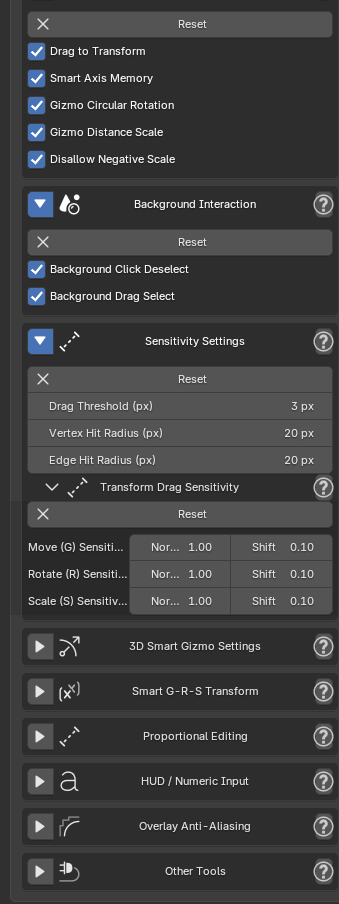 Reset
Drag to Transform
Smart Axis Memory
Gizmo Circular Rotation
Gizmo Distance Scale
Disallow Negative Scale
Background Interaction ?
Reset
Background Click Deselect
Background Drag Select
Sensitivity Settings ?
Reset
Drag Threshold (px) 3 px
Vertex Hit Radius (px) 20 px
Edge Hit Radius (px) 20 px
Transform Drag Sensitivity ?
Reset
Move (G) Sensiti... Nor... 1.00 Shift 0.10
Rotate (R) Sensiti... Nor... 1.00 Shift 0.10
Scale (S) Sensitiv... Nor... 1.00 Shift 0.10
3D Smart Gizmo Settings ?
(x) Smart G-R-S Transform ?
Proportional Editing ?
a HUD / Numeric Input ?
Overlay Anti-Aliasing ?
Other Tools ?